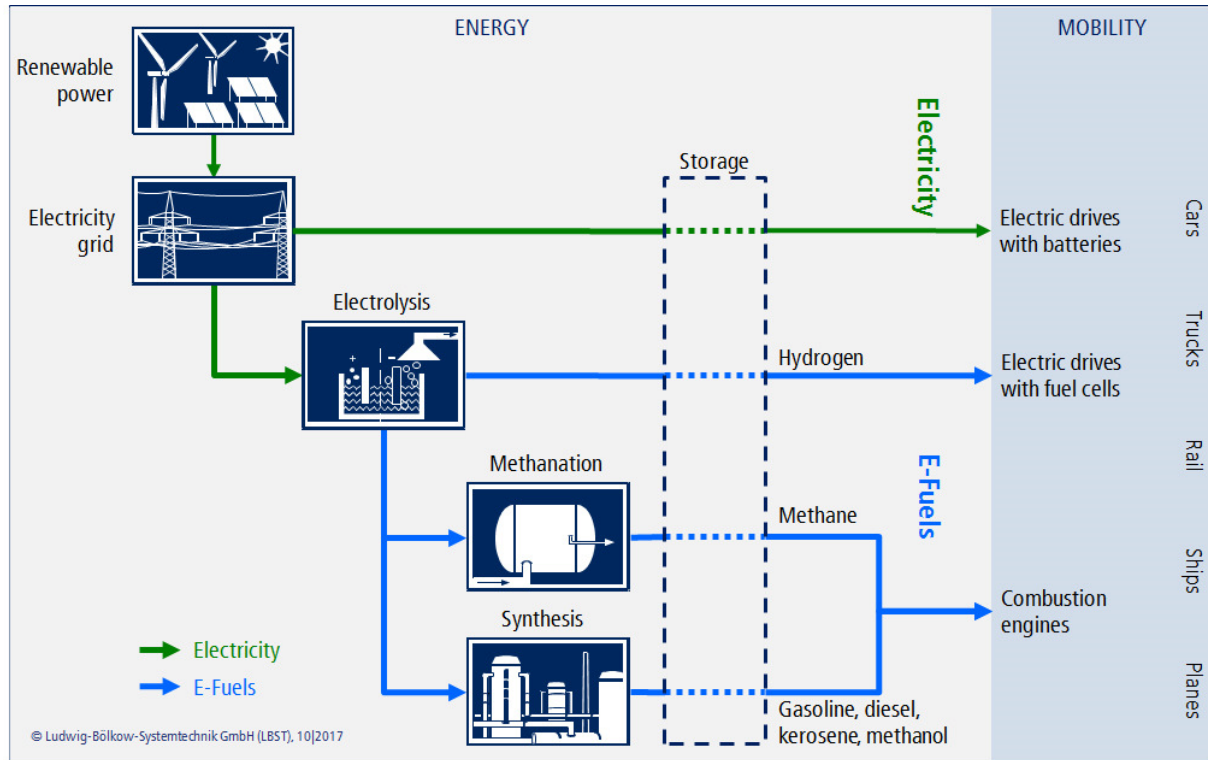 ENERGY
MOBILITY
Renewable
power
Electricity
Storage
Electricity
grid
Electric drives
with batteries
Cars
Electrolysis
Hydrogen
Electric drives
with fuel cells
Trucks
Methanation
E-Fuels
Rail
Methane
Synthesis
Combustion
engines
Ships
Electricity
E-Fuels
Gasoline, diesel,
kerosene, methanol
Planes
© Ludwig-Bölkow-Systemtechnik GmbH (LBST), 10|2017